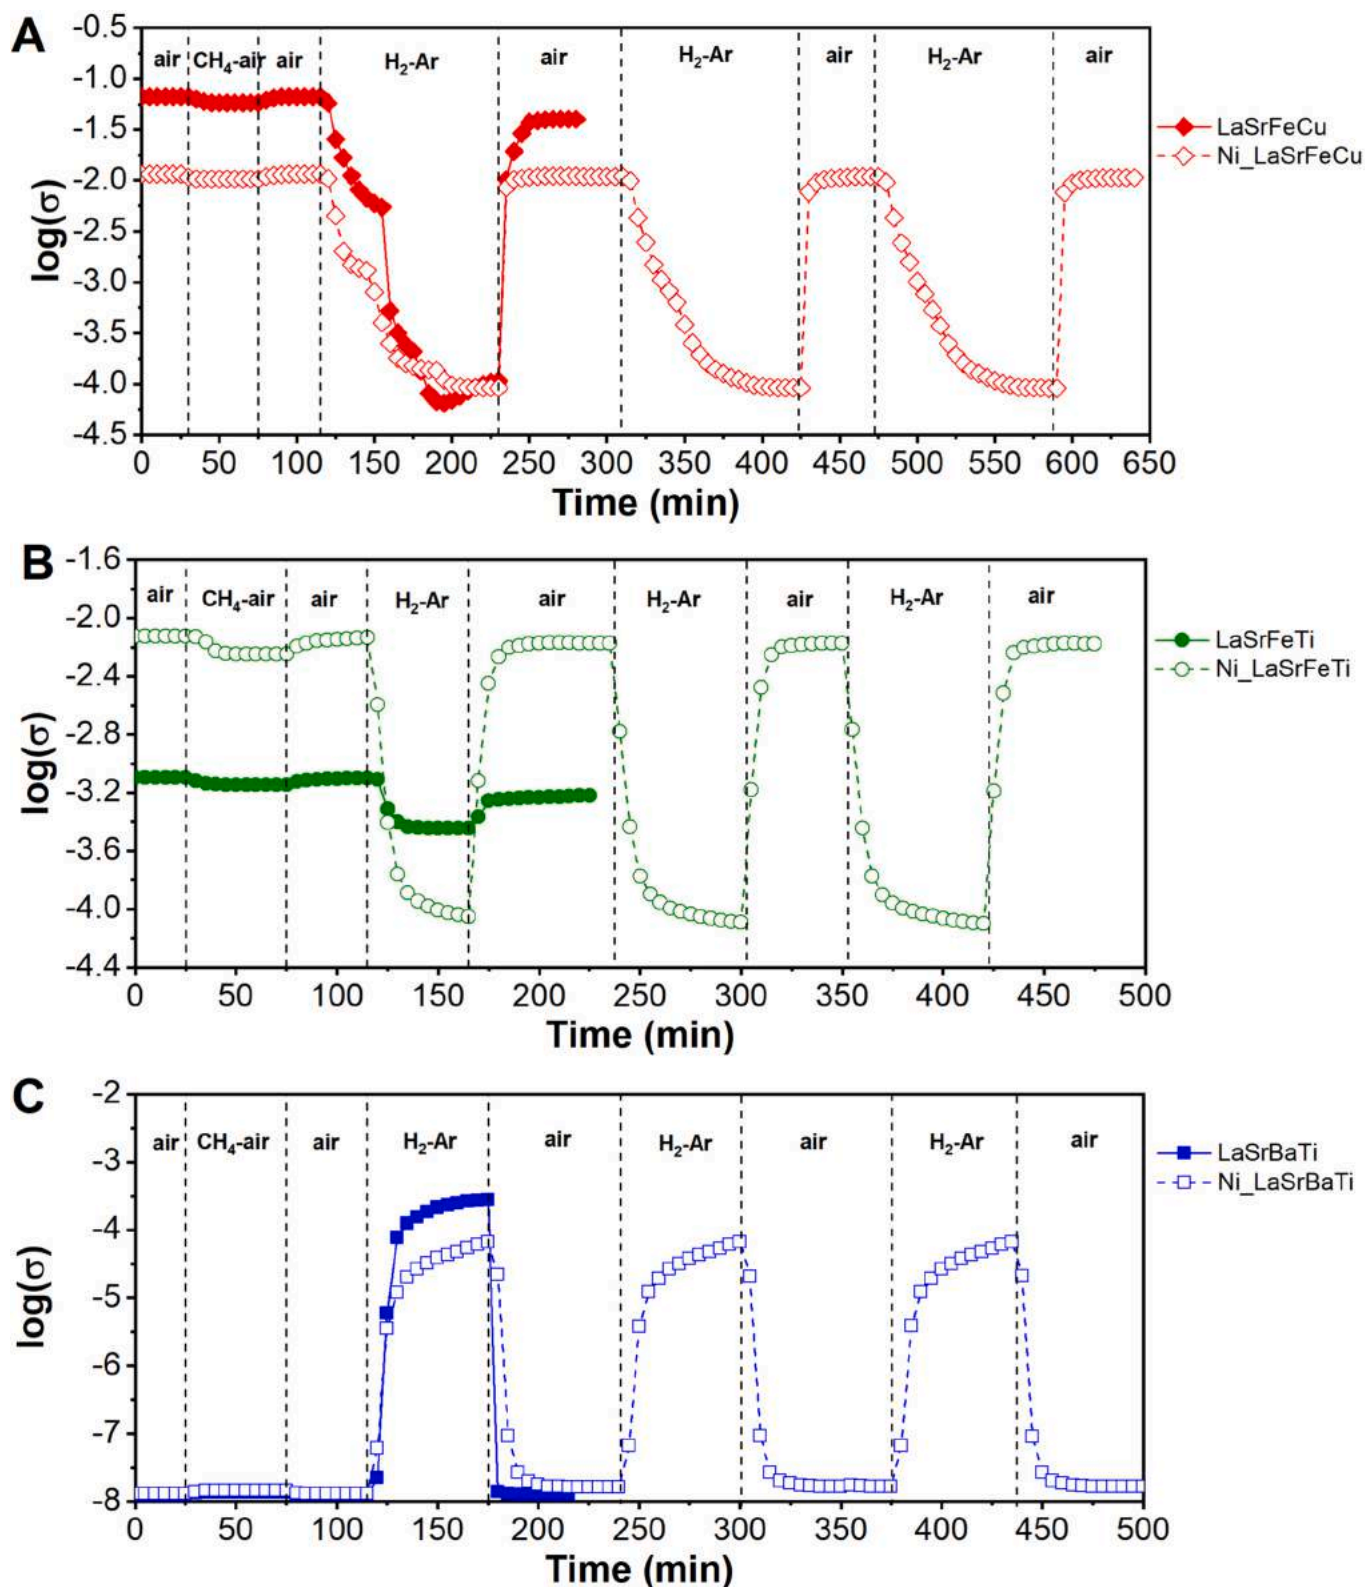 A
air CH₄-air air H₂-Ar air H₂-Ar air H₂-Ar air
-0.5
-1.0
-1.5
-2.0
-2.5
-3.0
-3.5
-4.0
-4.5
log(σ)
LaSrFeCu
Ni_LaSrFeCu
0 50 100 150 200 250 300 350 400 450 500 550 600 650
Time (min)
B
air CH₄-air air H₂-Ar air H₂-Ar air H₂-Ar air
-1.6
-2.0
-2.4
-2.8
-3.2
-3.6
-4.0
-4.4
log(σ)
LaSrFeTi
Ni_LaSrFeTi
0 50 100 150 200 250 300 350 400 450 500
Time (min)
C
air CH₄-air air H₂-Ar air H₂-Ar air H₂-Ar air
-2
-3
-4
-5
-6
-7
-8
log(σ)
LaSrBaTi
Ni_LaSrBaTi
0 50 100 150 200 250 300 350 400 450 500
Time (min)